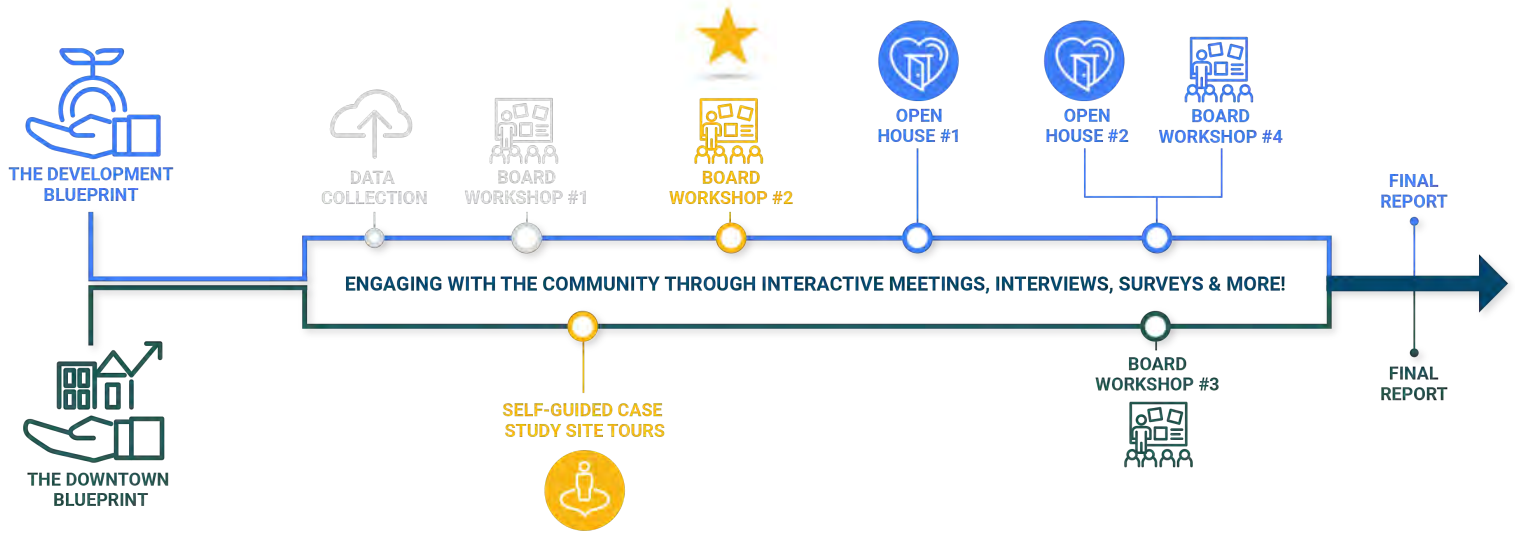 THE DEVELOPMENT
BLUEPRINT
DATA
COLLECTION
BOARD
WORKSHOP #1
BOARD
WORKSHOP #2
OPEN
HOUSE #1
OPEN
HOUSE #2
BOARD
WORKSHOP #4
FINAL
REPORT
ENGAGING WITH THE COMMUNITY THROUGH INTERACTIVE MEETINGS, INTERVIEWS, SURVEYS & MORE!
THE DOWNTOWN
BLUEPRINT
SELF-GUIDED CASE
STUDY SITE TOURS
BOARD
WORKSHOP #3
FINAL
REPORT